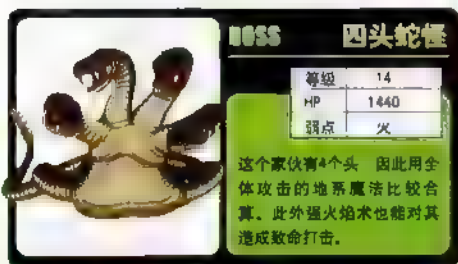 BOSS 四头蛇怪
等级 14
HP 1440
弱点 火
这个家伙有4个头 因此用全
体攻击的地系魔法比较合
算。此外强火焰术也能对其
造成致命打击。